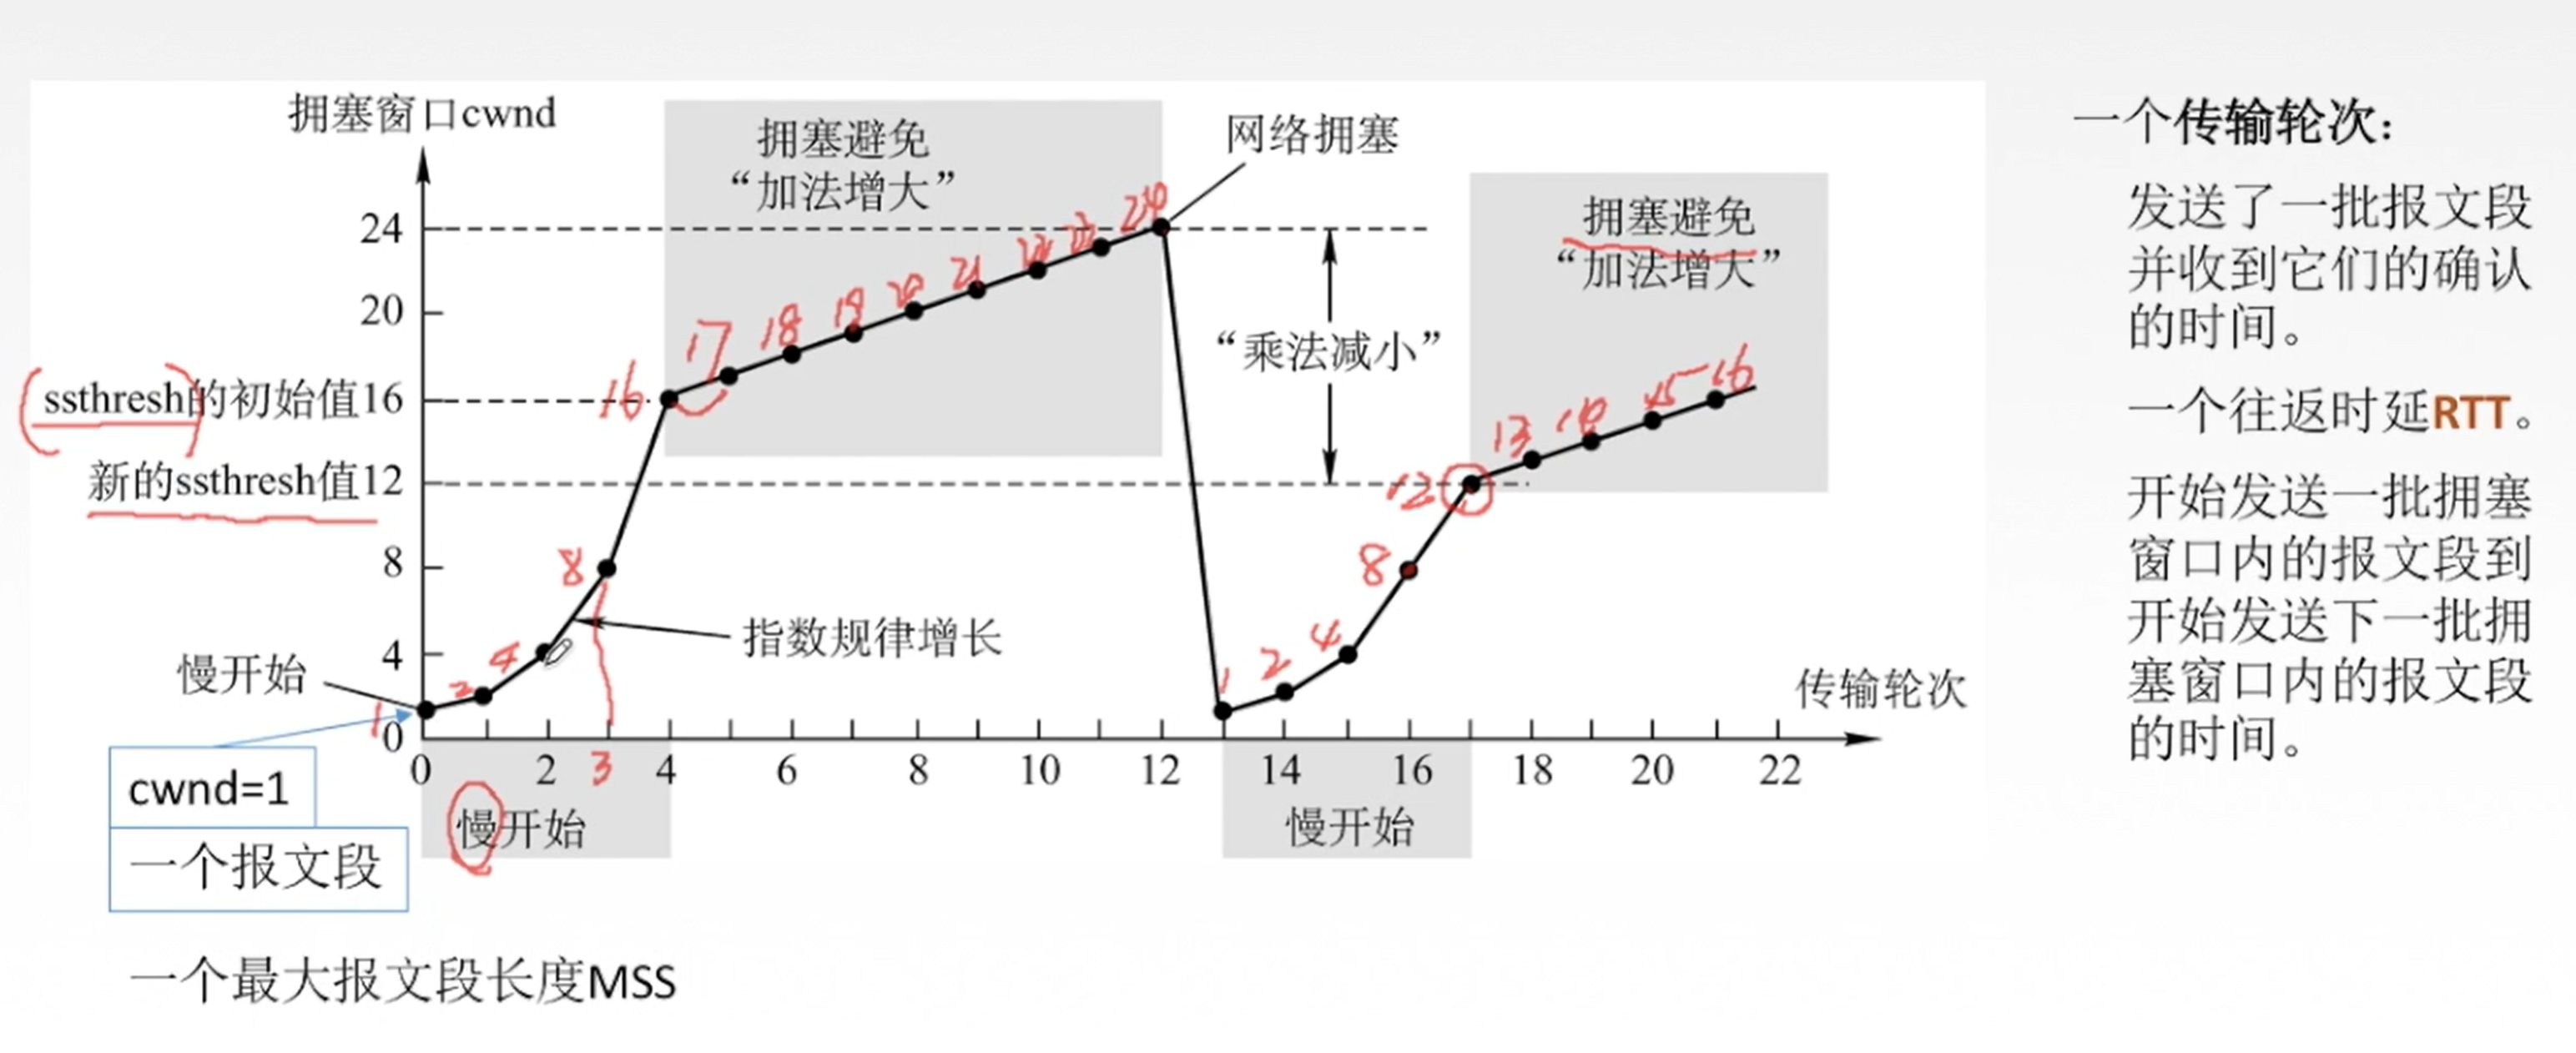 拥塞窗口cwnd
24
20
ssthresh的初始值16
新的ssthresh值12
8
4
0
慢开始
cwnd=1
一个报文段
一个最大报文段长度MSS
拥塞避免
“加法增大”
网络拥塞
“乘法减小”
拥塞避免
“加法增大”
指数规律增长
传输轮次
0 2 4 6 8 10 12 14 16 18 20 22
慢开始
慢开始
1
2
4
8
3
16
17
18
19
20
21
22
23
24
1
2
4
8
12
13
14
15
16
一个传输轮次:
发送了一批报文段
并收到它们的确认
的时间。
一个往返时延RTT。
开始发送一批拥塞
窗口内的报文段到
开始发送下一批拥
塞窗口内的报文段
的时间。